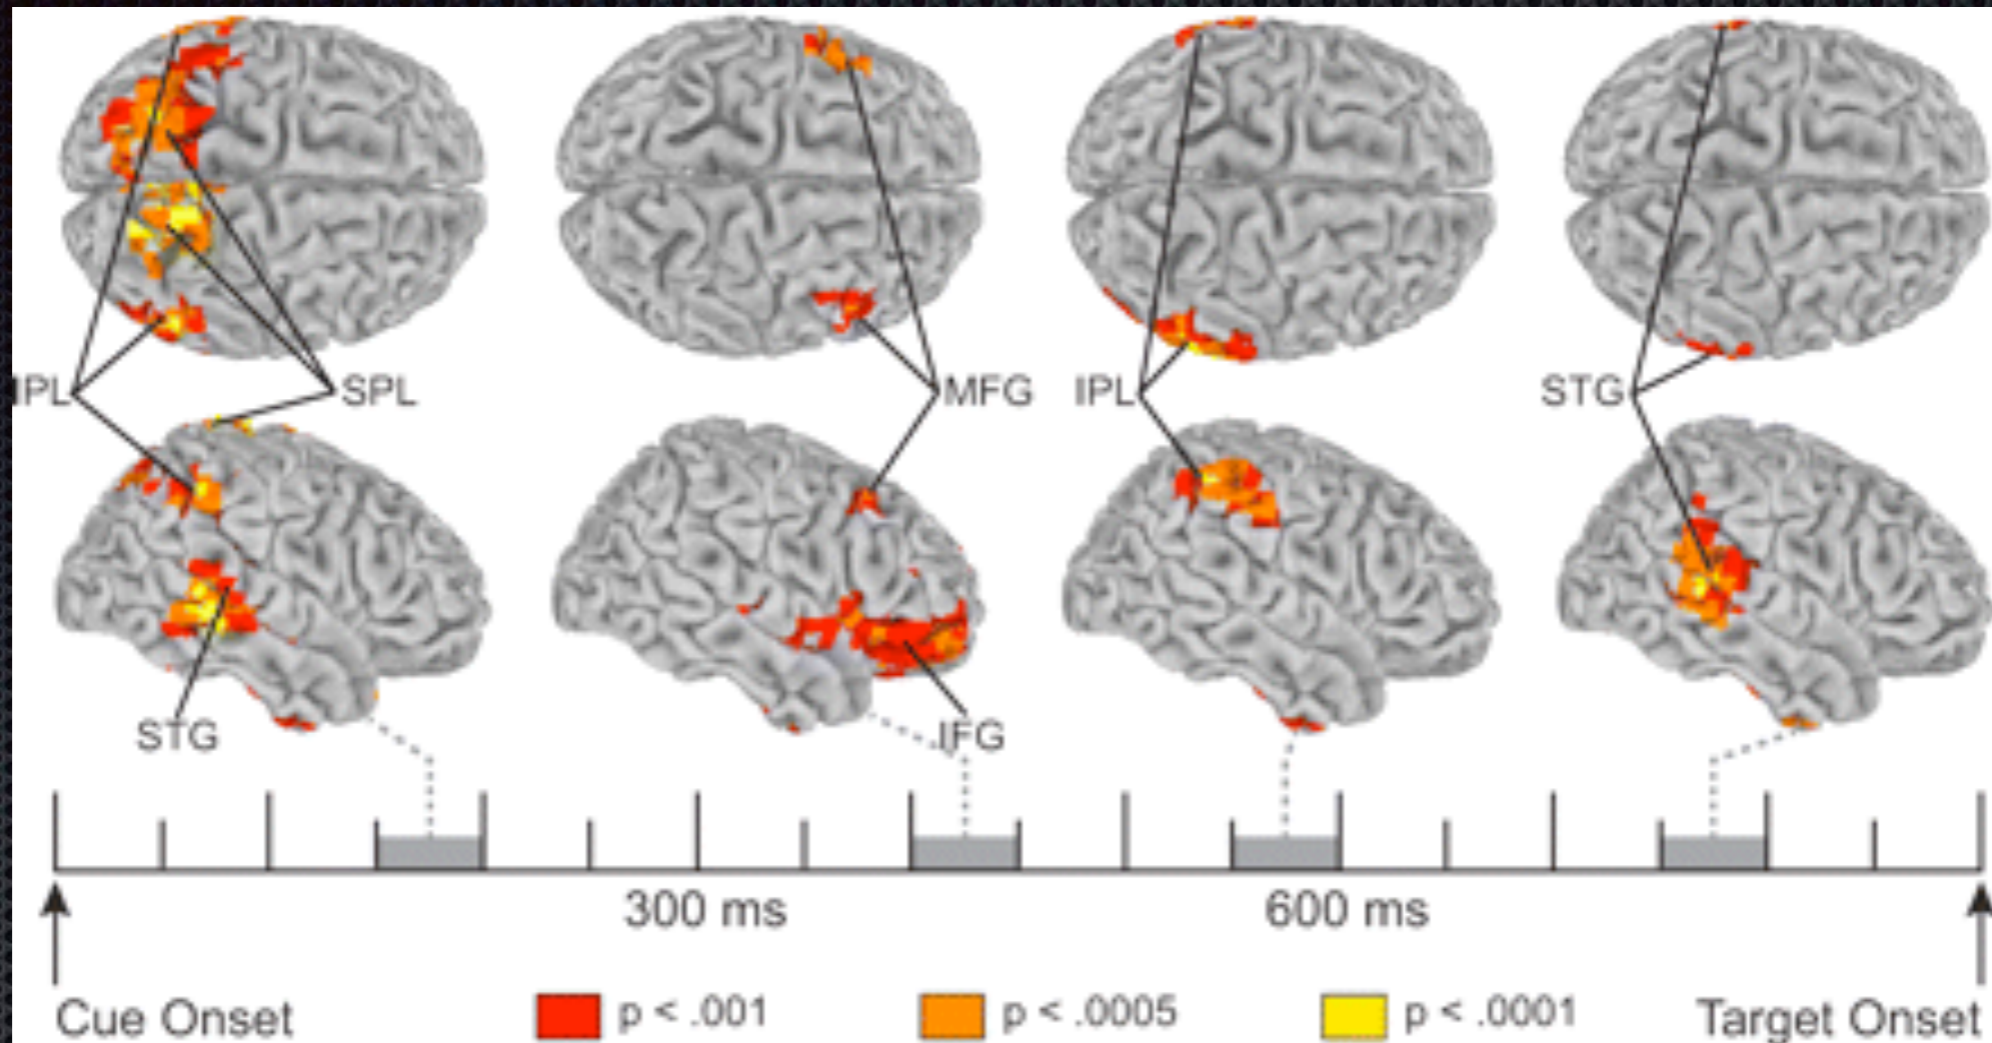 IPL SPL MFG IPL STG
STG IFG
300 ms 600 ms
Cue Onset p < .001 p < .0005 p < .0001 Target Onset